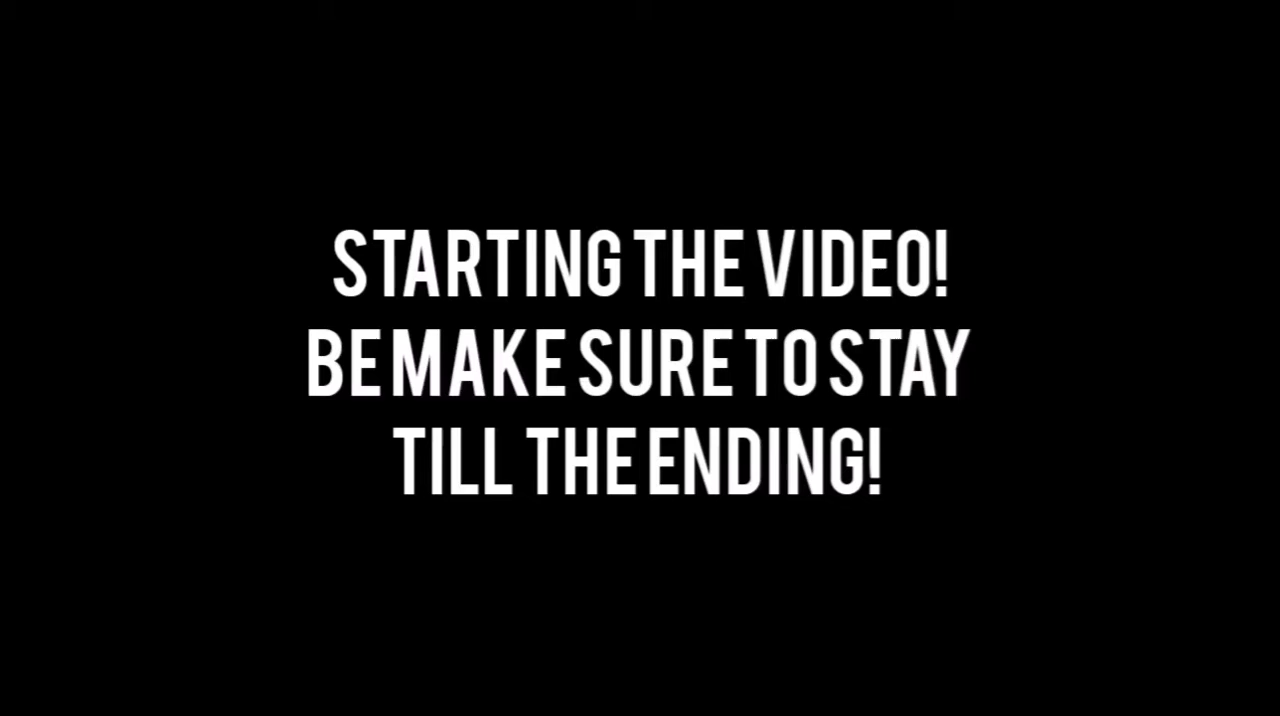 STARTING THE VIDEO!
BE MAKE SURE TO STAY
TILL THE ENDING!